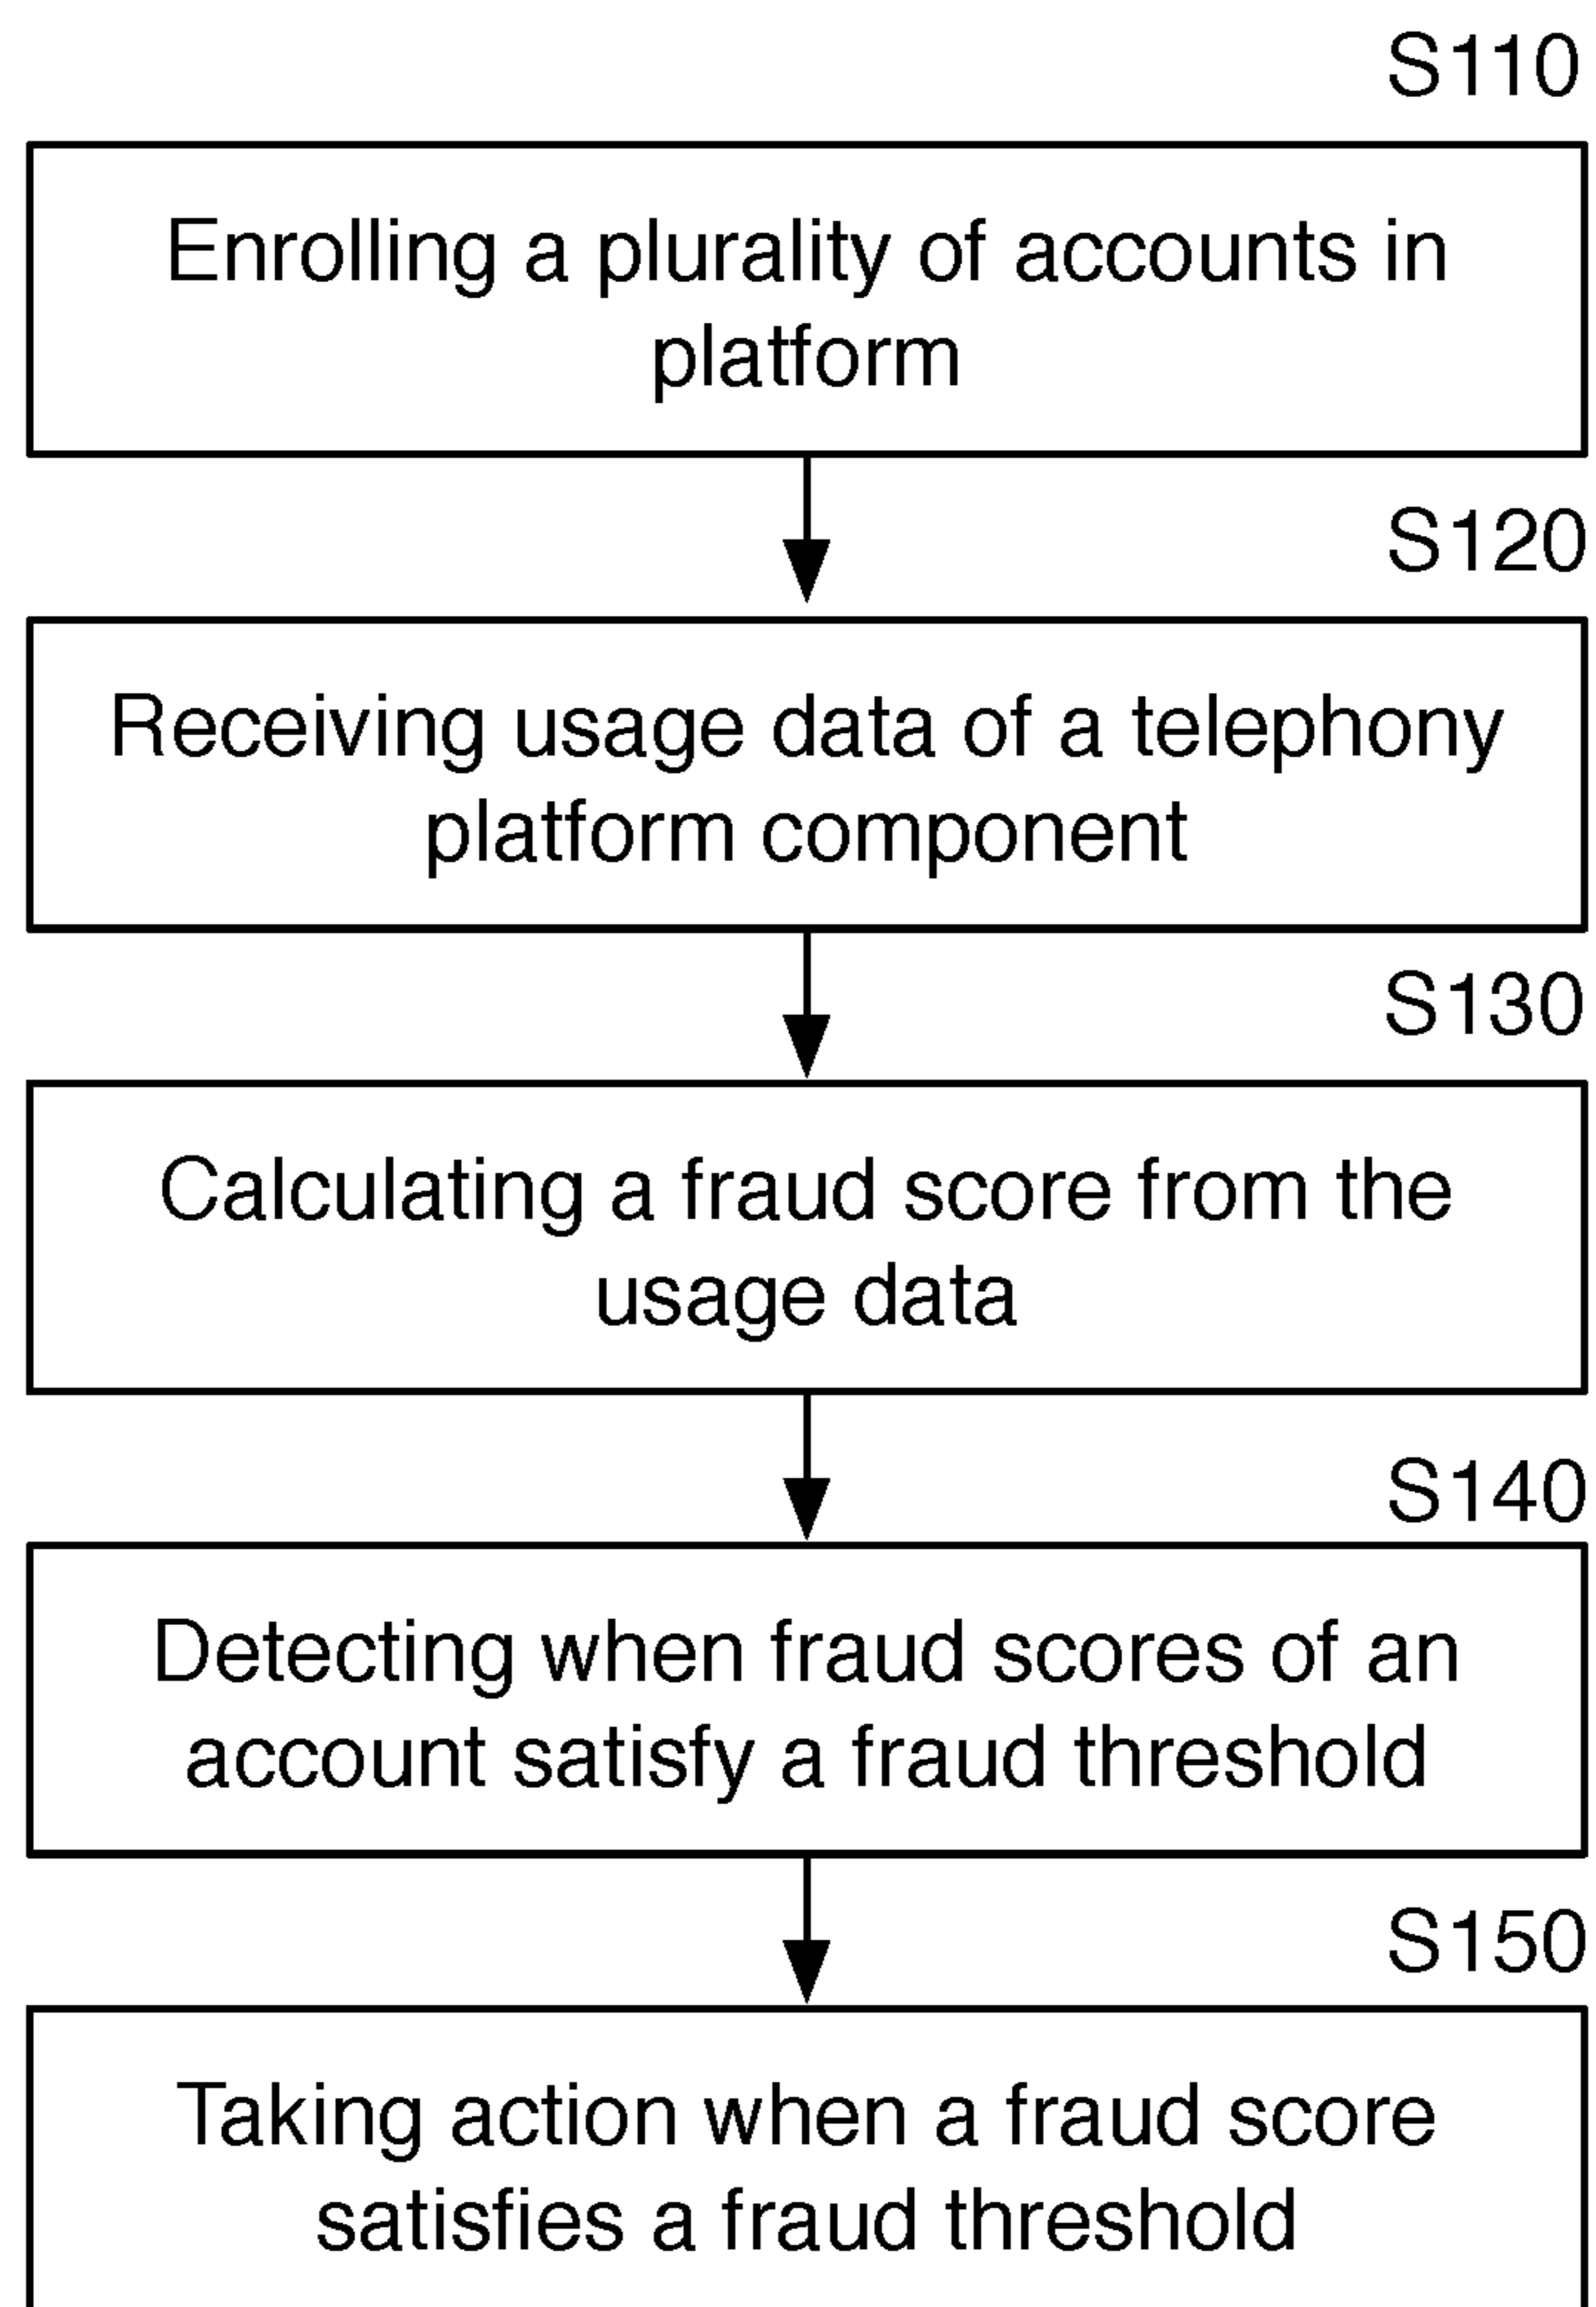 S110
Enrolling a plurality of accounts in
platform
S120
Receiving usage data of a telephony
platform component
S130
Calculating a fraud score from the
usage data
S140
Detecting when fraud scores of an
account satisfy a fraud threshold
S150
Taking action when a fraud score
satisfies a fraud threshold